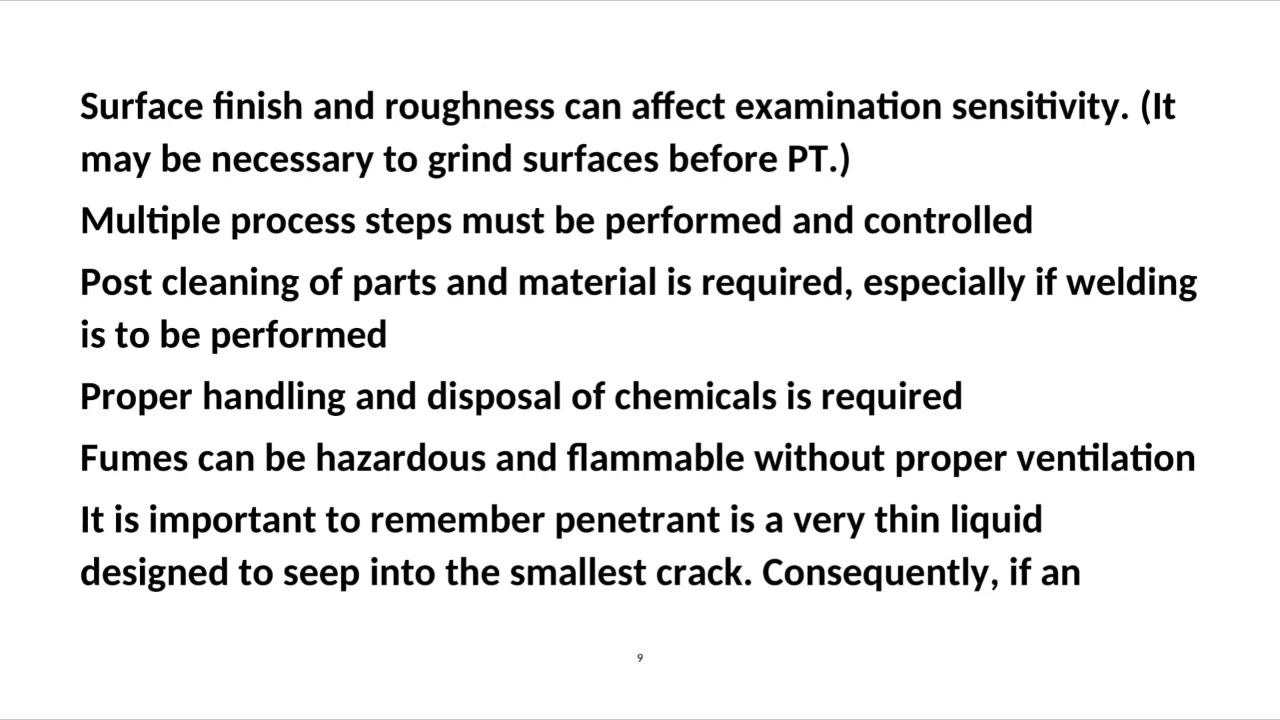 Surface finish and roughness can affect examination sensitivity. (It
may be necessary to grind surfaces before PT.)
Multiple process steps must be performed and controlled
Post cleaning of parts and material is required, especially if welding
is to be performed
Proper handling and disposal of chemicals is required
Fumes can be hazardous and flammable without proper ventilation
It is important to remember penetrant is a very thin liquid
designed to seep into the smallest crack. Consequently, if an
9